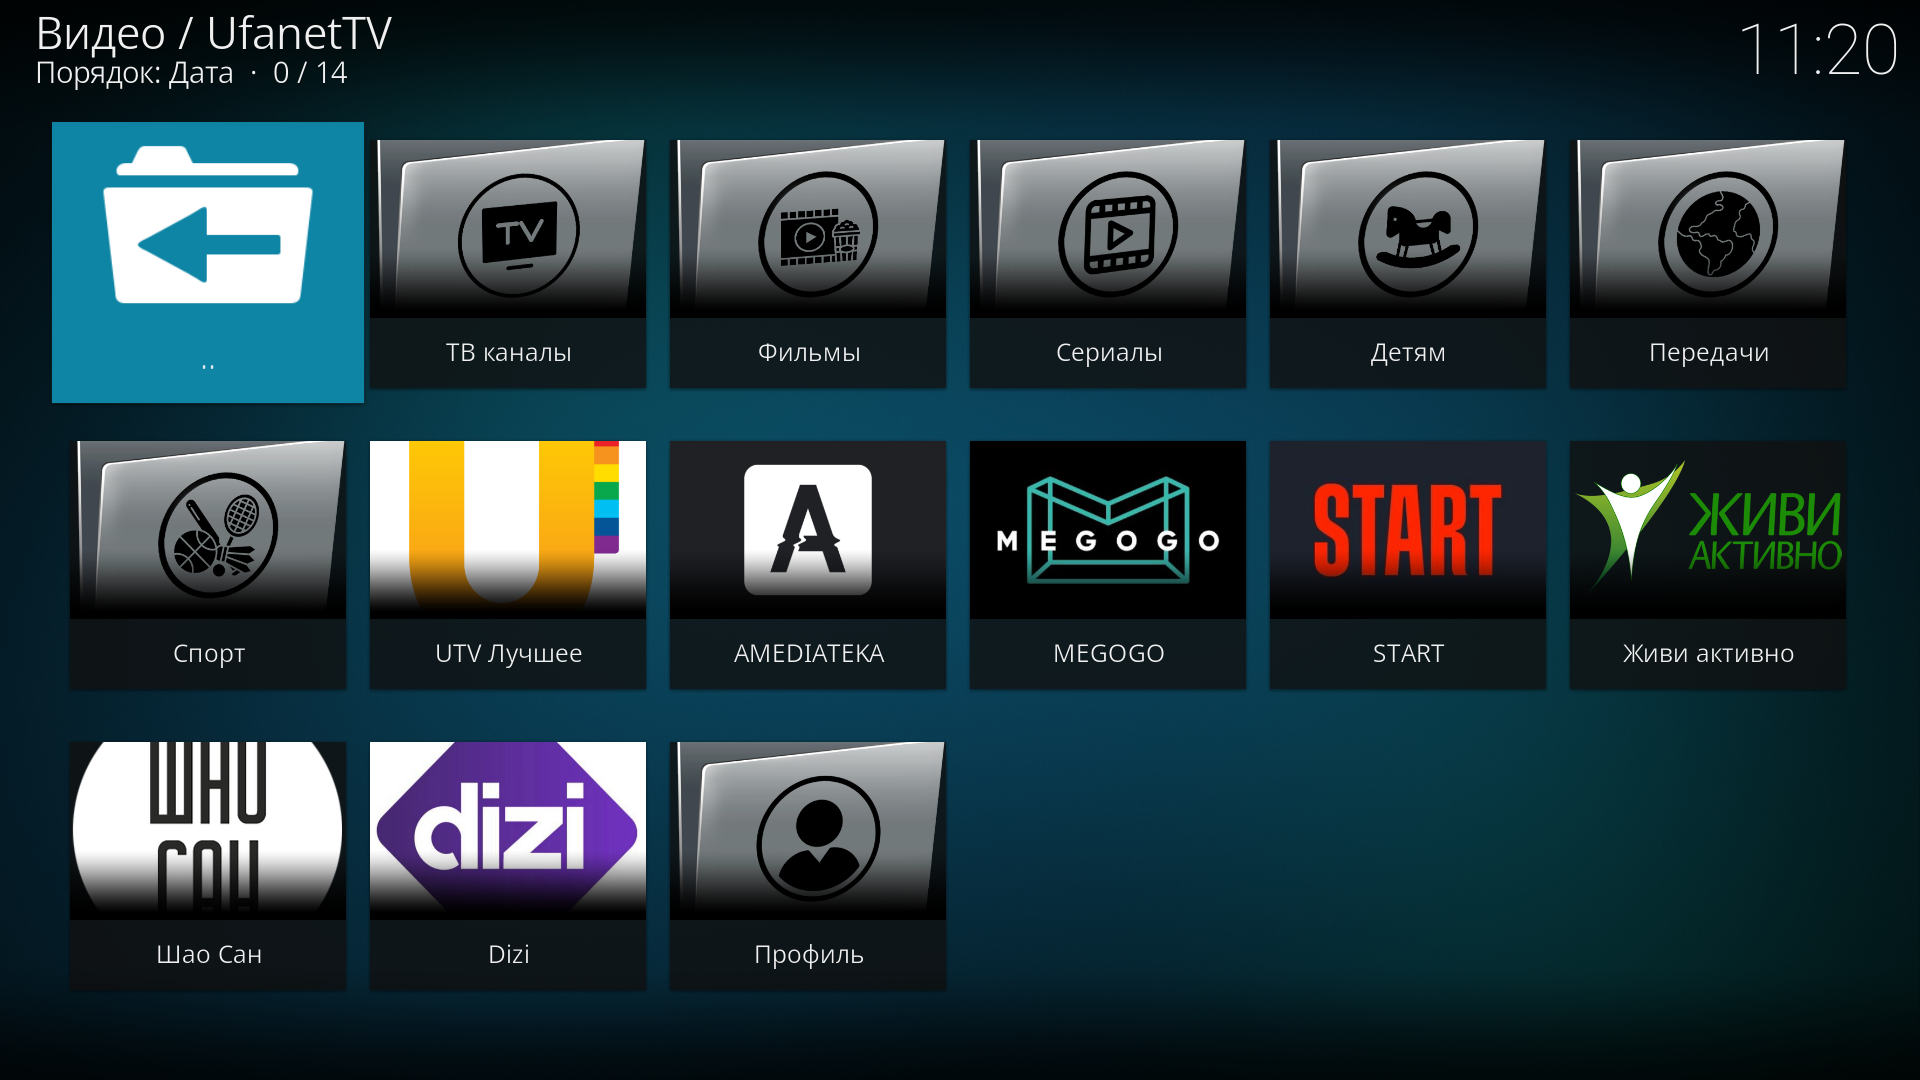 Видео / UfanetTV
11:20
Порядок: Дата · 0 / 14
TV
..
ТВ каналы
Фильмы
Сериалы
Детям
Передачи
U
A
MEGOGO
START
ЖИВИ
АКТИВНО
Спорт
UTV Лучшее
AMEDIATEKA
MEGOGO
START
Живи активно
ШАО
САН
dizi
Шао Сан
Dizi
Профиль